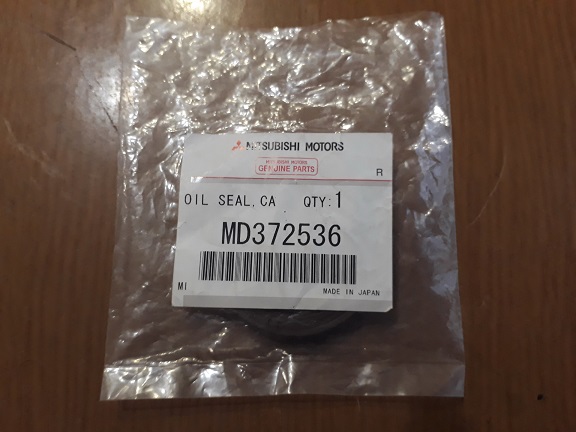 MITSUBISHI MOTORS
MITSUBISHI MOTORS
GENUINE PARTS
R
OIL SEAL,CA QTY:1
MD372536
MI
MADE IN JAPAN